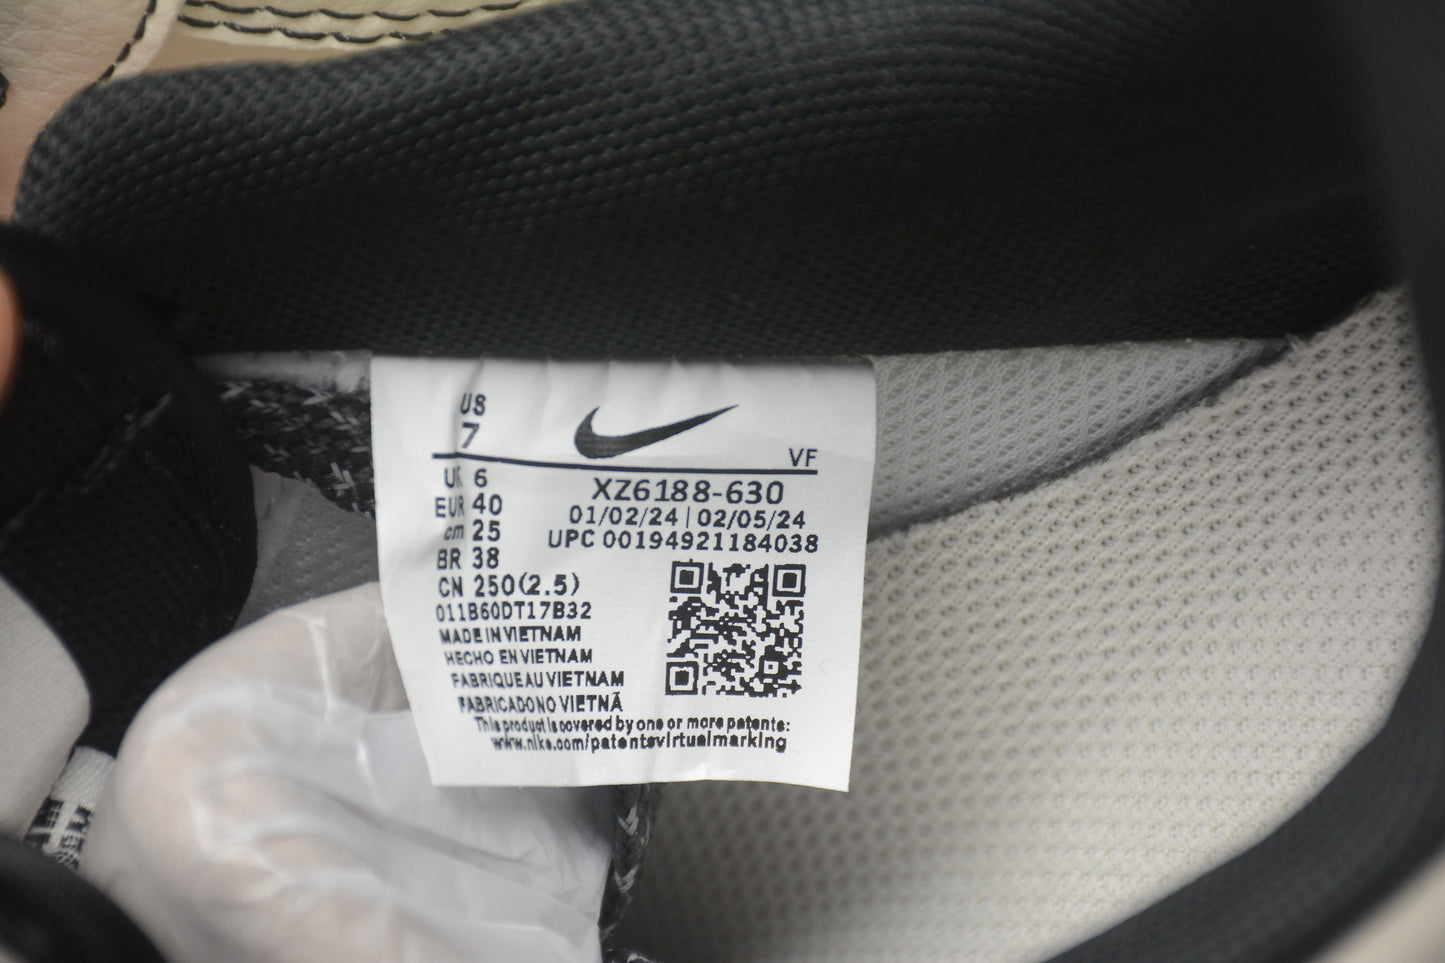 US
7
VF
UK 6
EUR 40
cm 25
BR 38
CN 250(2.5)
XZ6188-630
01/02/24 | 02/05/24
UPC 00194921184038
011B60DT17B32
MADE IN VIETNAM
HECHO EN VIETNAM
FABRIQUE AU VIETNAM
FABRICADO NO VIETNÃ
This product is covered by one or more patents:
www.nike.com/patentsvirtualmarking